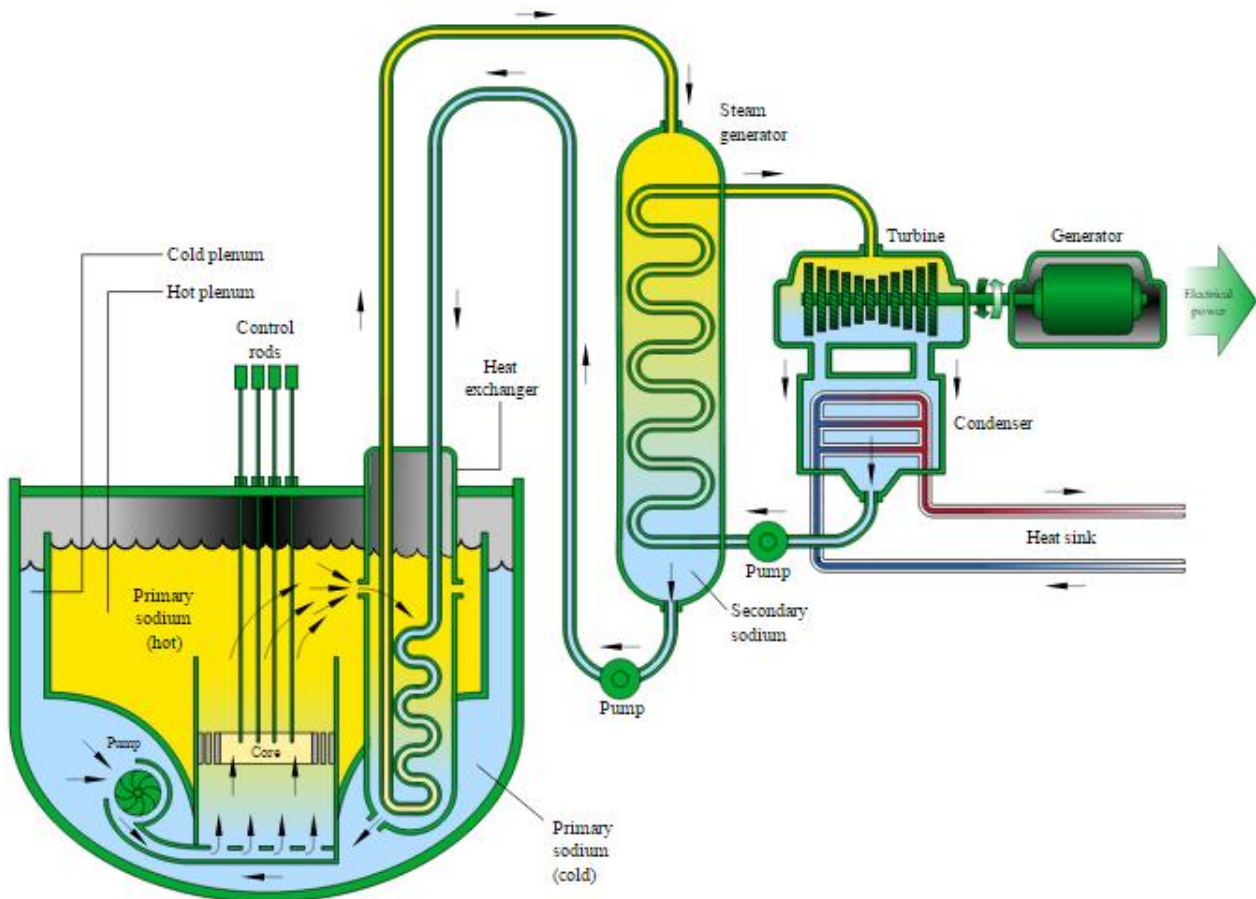 Steam
generator
Turbine
Generator
Cold plenum
Hot plenum
Electrical
power
Control
rods
Heat
exchanger
Condenser
Heat sink
Pump
Primary
sodium
(hot)
Secondary
sodium
Pump
Pump
Core
Primary
sodium
(cold)